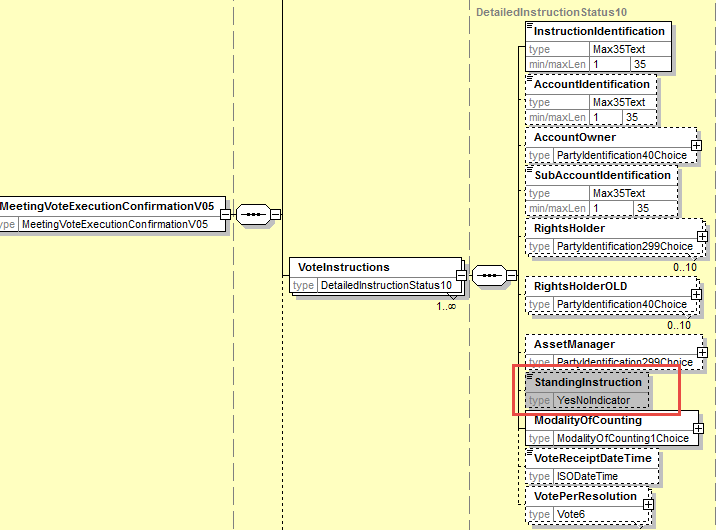 DetailedInstructionStatus10
InstructionIdentification
type Max35Text
min/maxLen 1 35
AccountIdentification
type Max35Text
min/maxLen 1 35
AccountOwner
type PartyIdentification40Choice
SubAccountIdentification
type Max35Text
min/maxLen 1 35
MeetingVoteExecutionConfirmationV05
ype MeetingVoteExecutionConfirmationV05
RightsHolder
type PartyIdentification299Choice
0..10
VoteInstructions
type DetailedInstructionStatus10
1..∞
RightsHolderOLD
type PartyIdentification40Choice
0..10
AssetManager
type PartyIdentification299Choice
StandingInstruction
type YesNoIndicator
ModalityOfCounting
type ModalityOfCounting1Choice
VoteReceiptDateTime
type ISODateTime
VotePerResolution
type Vote6